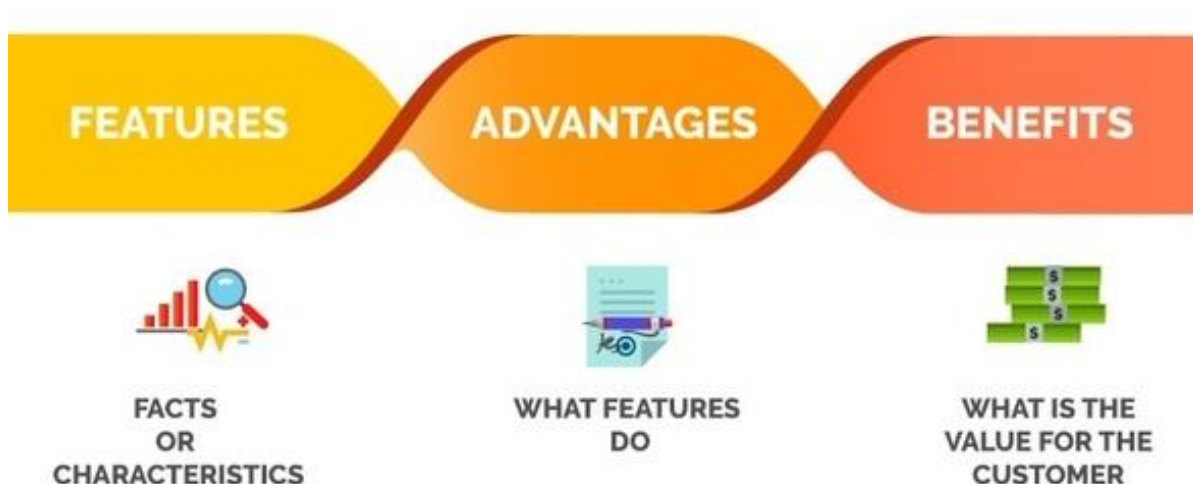 FEATURES
ADVANTAGES
BENEFITS
$
$
$
$
FACTS
OR
CHARACTERISTICS
WHAT FEATURES
DO
WHAT IS THE
VALUE FOR THE
CUSTOMER